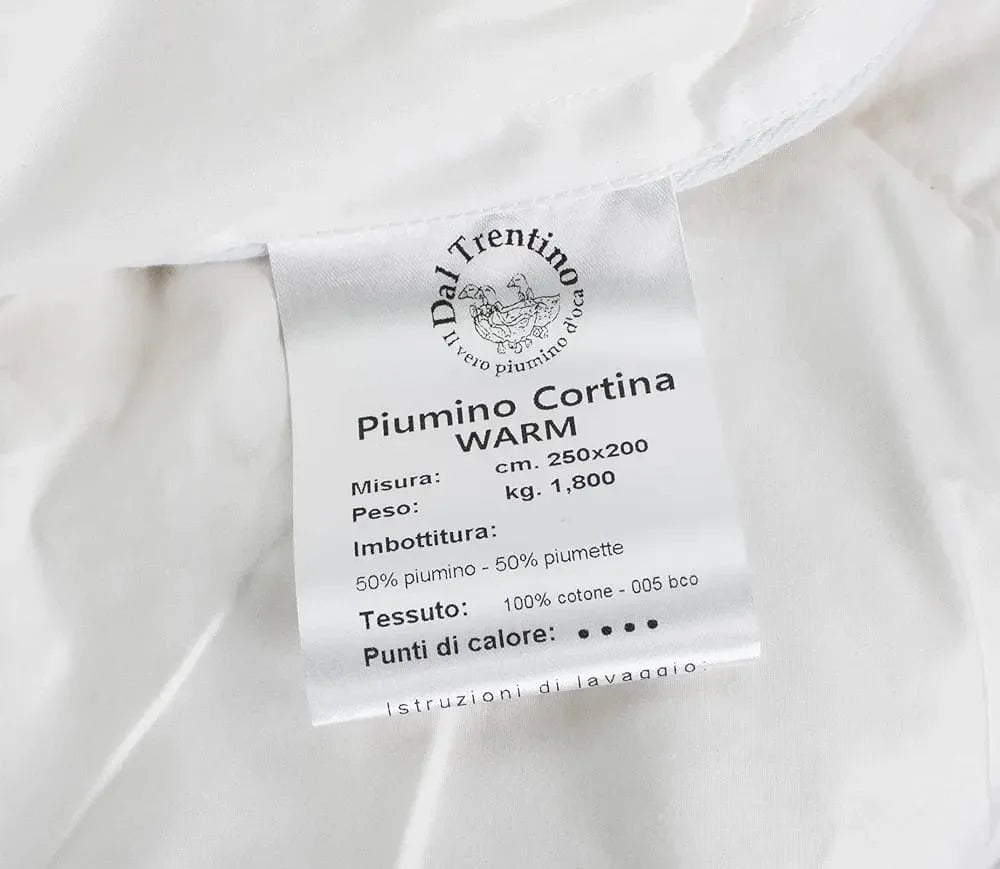 Dal Trentino
Il vero piumino d'oca
Piumino Cortina
WARM
Misura: cm. 250x200
Peso: kg. 1,800
Imbottitura:
50% piumino - 50% piumette
Tessuto: 100% cotone - 005 bco
Punti di calore: ● ● ● ●
Istruzioni di lavaggio: